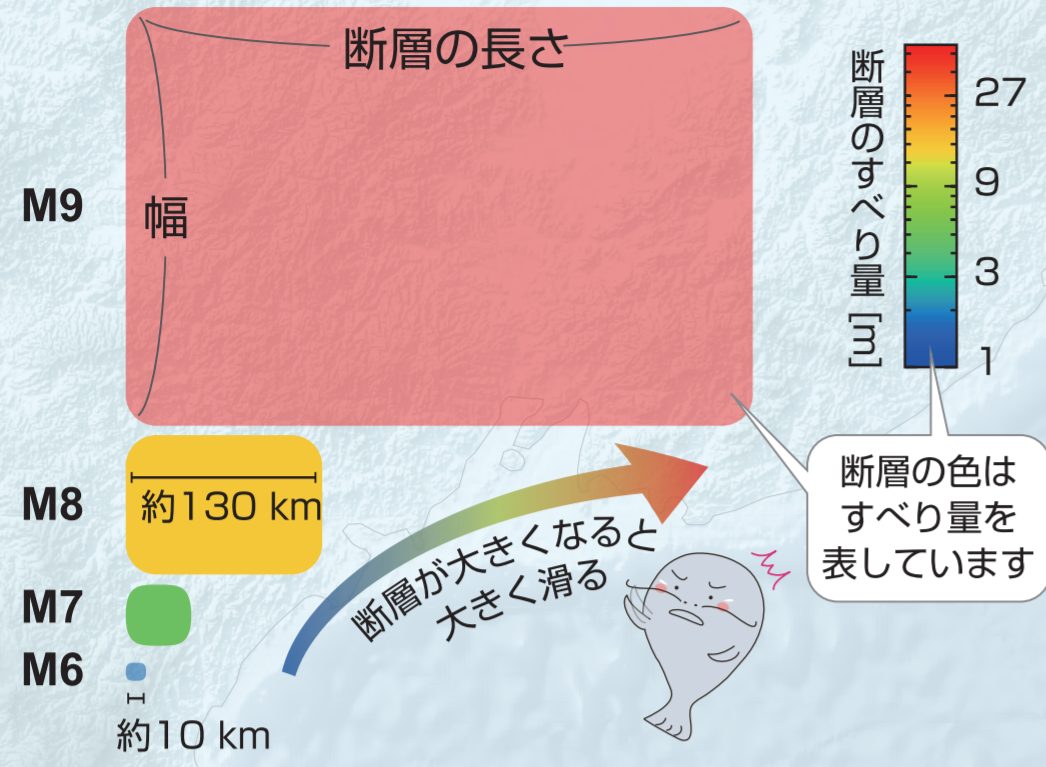 断層の長さ
幅
M9
M8
約130 km
M7
M6
約10 km
断層が大きくなると
大きく滑る
断層のすべり量 [m]
27
9
3
1
断層の色は
すべり量を
表しています